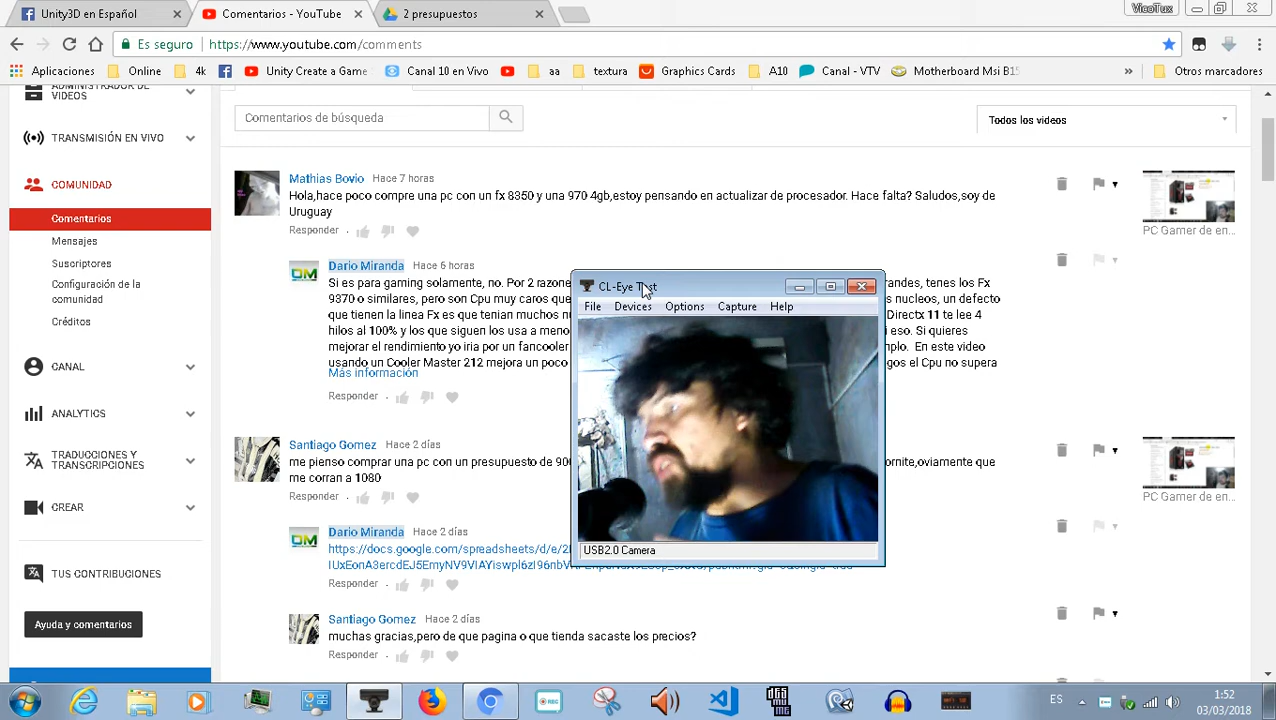 Unity3D en Español
Comentarios - YouTube
2 presupuestos
VicoTux
Es seguro
https://www.youtube.com/comments
Aplicaciones
Online
4k
Unity Create a Game
Canal 10 en Vivo
aa
textura
Graphics Cards
A10
Canal - VTV
Motherboard Msi B15
»
Otros marcadores
ADMINISTRADOR DE
VIDEOS
TRANSMISIÓN EN VIVO
COMUNIDAD
Comentarios
Mensajes
Suscriptores
Configuración de la
comunidad
Créditos
CANAL
ANALYTICS
TRADUCCIONES Y
TRANSCRIPCIONES
CREAR
TUS CONTRIBUCIONES
Ayuda y comentarios
Comentarios de búsqueda
Todos los videos
Mathias Bovio Hace 7 horas
Hola,hace poco compre una pc con un fx 8350 y una 970 4gb,estoy pensando en actualizar de procesador. Hace falta? Saludos,soy de
Uruguay
Responder
PC Gamer de en...
Dario Miranda Hace 6 horas
Si es para gaming solamente, no. Por 2 razone
randes, tenes los Fx
9370 o similares, pero son Cpu muy caros que
s nucleos, un defecto
que tienen la linea Fx es que tenian muchos n
Directx 11 te lee 4
hilos al 100% y los que siguen los usa a meno
i eso. Si quieres
mejorar el rendimiento yo iria por un fancooler
mplo. En este video
usando un Cooler Master 212 mejora un poco
gos el Cpu no supera
Más información
Responder
Santiago Gomez Hace 2 días
me pienso comprar una pc con un presupuesto de 900
ornite,oviamente que
me corran a 1080
Responder
PC Gamer de en...
Dario Miranda Hace 2 días
https://docs.google.com/spreadsheets/d/e/2
Responder
Santiago Gomez Hace 2 días
muchas gracias,pero de que pagina o que tienda sacaste los precios?
Responder
CL-Eye Test
File Devices Options Capture Help
USB2.0 Camera
REC
ES
1:52
03/03/2018